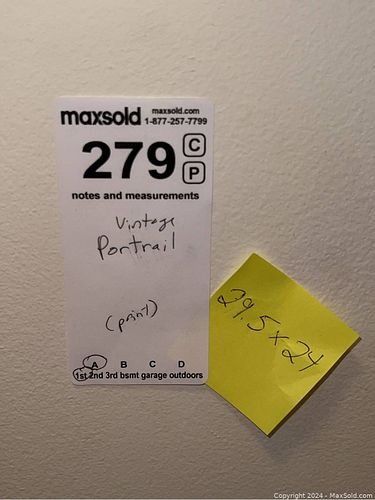 maxsold maxsold.com
1-877-257-7799
279 C
P
notes and measurements
Vintage
Portrail
(print)
A B C D
1st 2nd 3rd bsmt garage outdoors
29.5 x 24
Copyright © 2024 - MaxSold.com